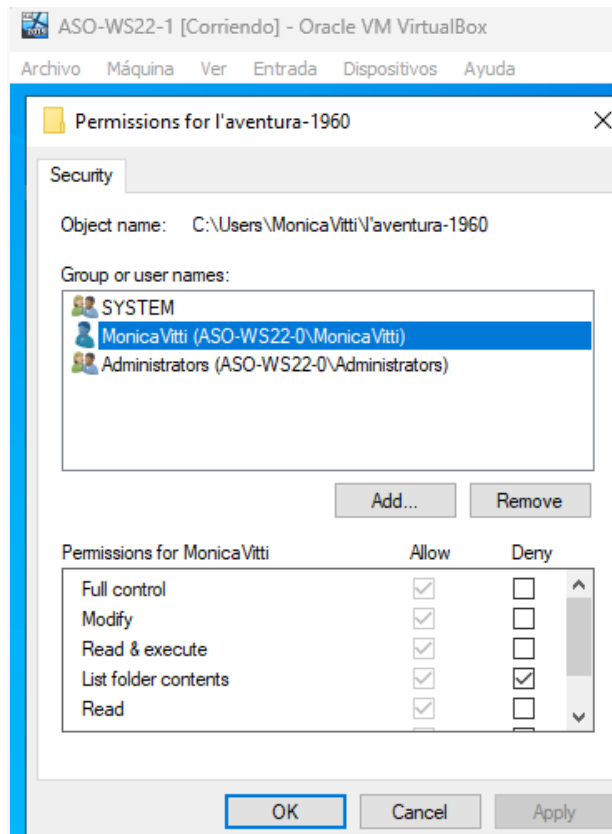 ASO-WS22-1 [Corriendo] - Oracle VM VirtualBox
Archivo Máquina Ver Entrada Dispositivos Ayuda
Permissions for l'aventura-1960
Security
Object name: C:\Users\MonicaVitti\l'aventura-1960
Group or user names:
SYSTEM
MonicaVitti (ASO-WS22-0\MonicaVitti)
Administrators (ASO-WS22-0\Administrators)
Add... Remove
Permissions for MonicaVitti Allow Deny
Full control
Modify
Read & execute
List folder contents
Read
OK Cancel Apply